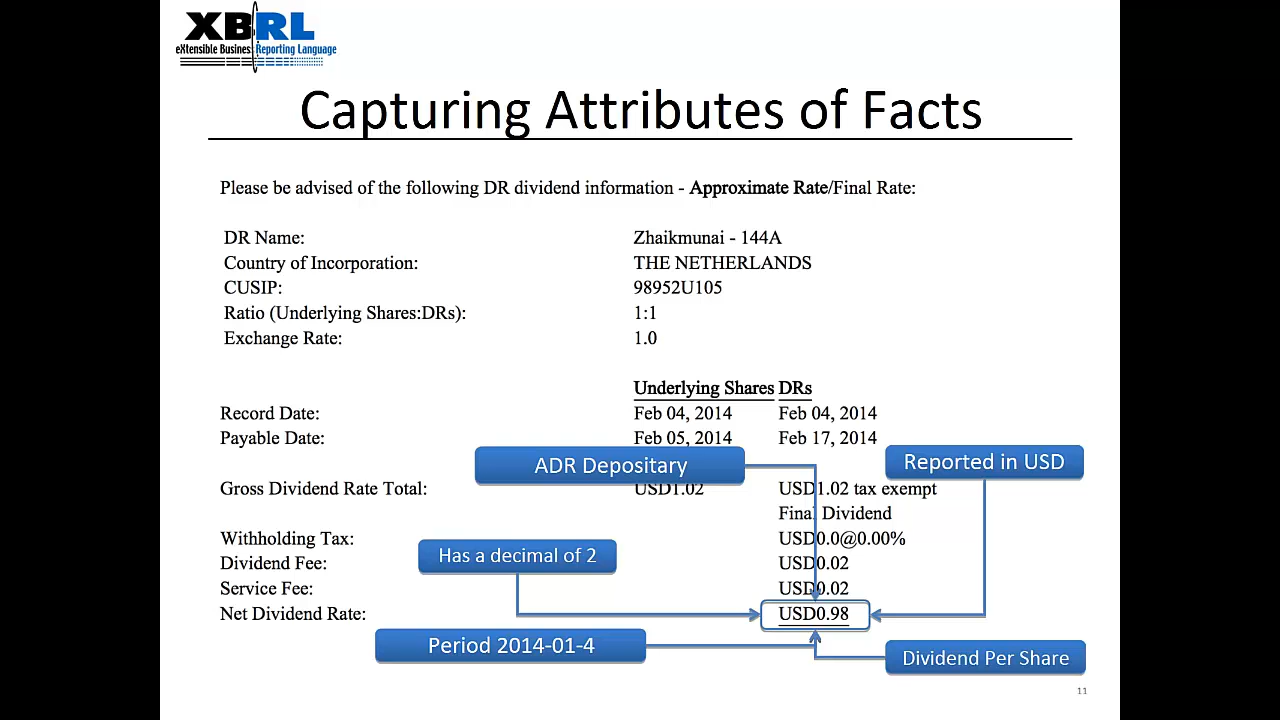 XBRL
eXtensible Business Reporting Language
Capturing Attributes of Facts
Please be advised of the following DR dividend information - Approximate Rate/Final Rate:
DR Name: Zhaikmunai - 144A
Country of Incorporation: THE NETHERLANDS
CUSIP: 98952U105
Ratio (Underlying Shares:DRs): 1:1
Exchange Rate: 1.0
Underlying Shares DRs
Record Date: Feb 04, 2014 Feb 04, 2014
Payable Date: Feb 05, 2014 Feb 17, 2014
ADR Depositary Reported in USD
Gross Dividend Rate Total: USD1.02 USD1.02 tax exempt
Final Dividend
Withholding Tax: USD0.0@0.00%
Has a decimal of 2
Dividend Fee: USD0.02
Service Fee: USD0.02
Net Dividend Rate: USD0.98
Period 2014-01-4 Dividend Per Share
11